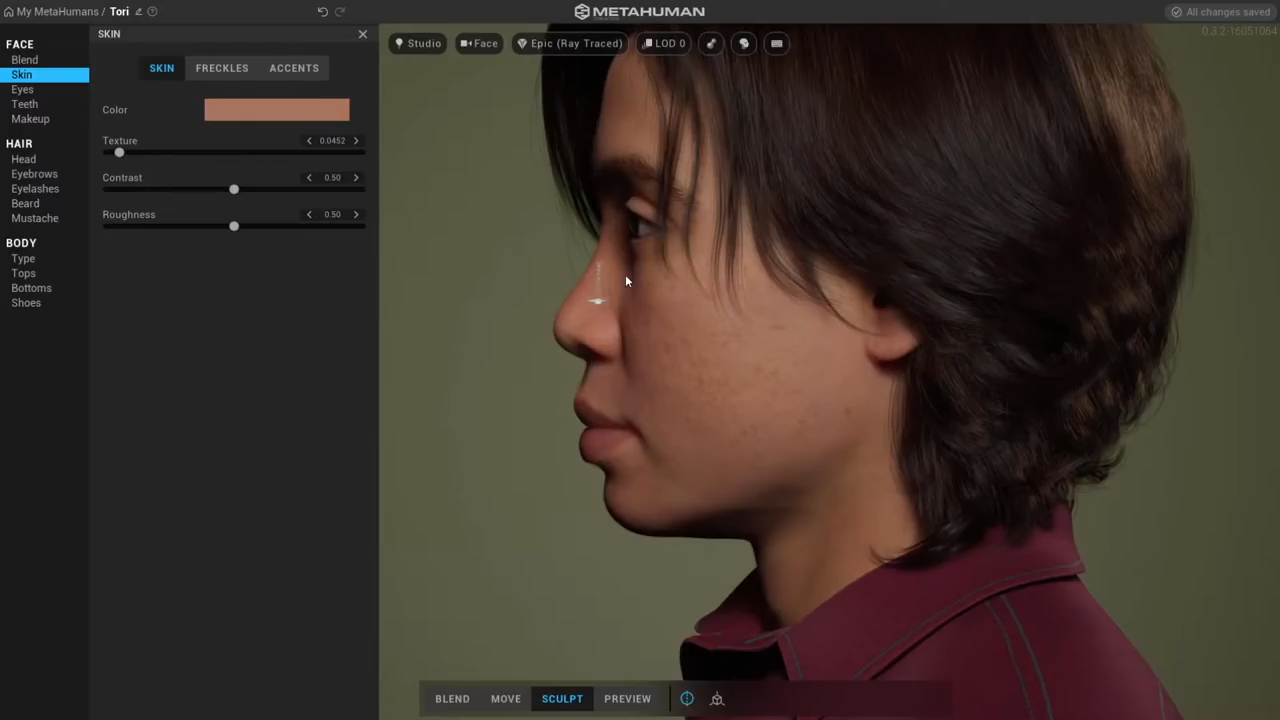 My MetaHumans / Tori
METAHUMAN
All changes saved
0.3.2-16051064
FACE
Blend
Skin
Eyes
Teeth
Makeup
HAIR
Head
Eyebrows
Eyelashes
Beard
Mustache
BODY
Type
Tops
Bottoms
Shoes
SKIN
SKIN FRECKLES ACCENTS
Color
Texture 0.0452
Contrast 0.50
Roughness 0.50
Studio Face Epic (Ray Traced) LOD 0
BLEND MOVE SCULPT PREVIEW